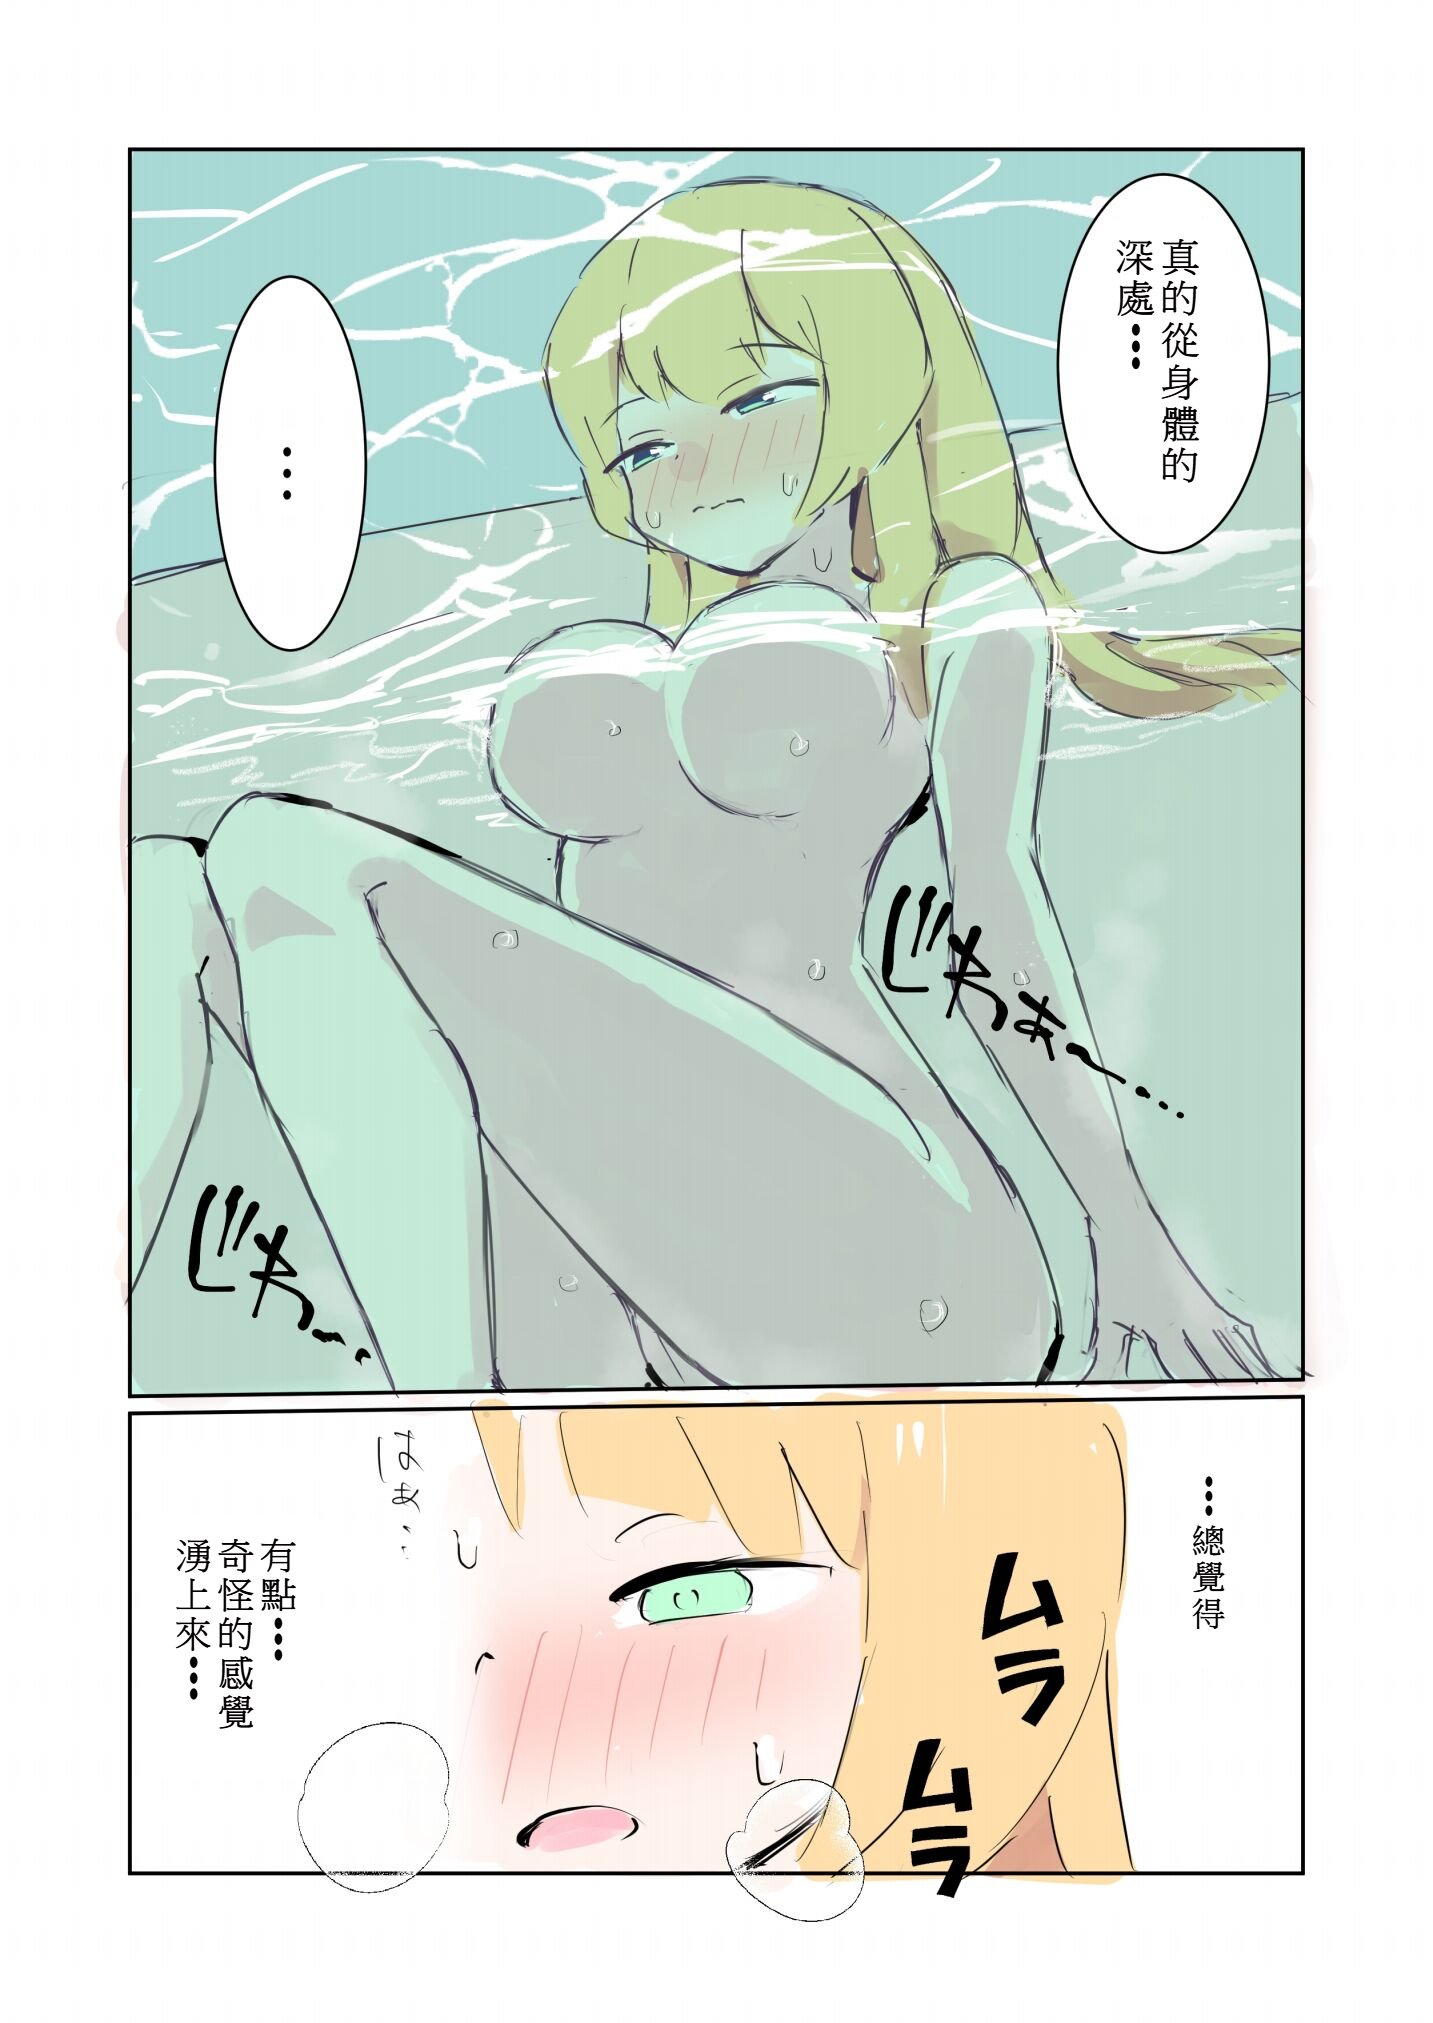 真的從身體的
深處…
…
じわぁ～…
じわ～…
…總覺得
ムラ
ムラ
はぁ…
有點…
奇怪的感覺
湧上來…